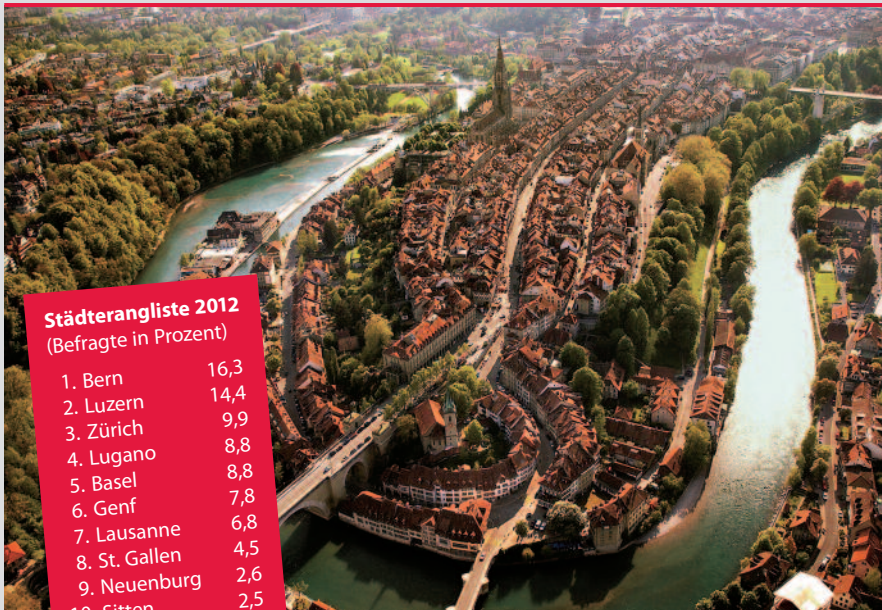 Städterangliste 2012
(Befragte in Prozent)
1. Bern 16,3
2. Luzern 14,4
3. Zürich 9,9
4. Lugano 8,8
5. Basel 8,8
6. Genf 7,8
7. Lausanne 6,8
8. St. Gallen 4,5
9. Neuenburg 2,6
10. Sitten 2,5